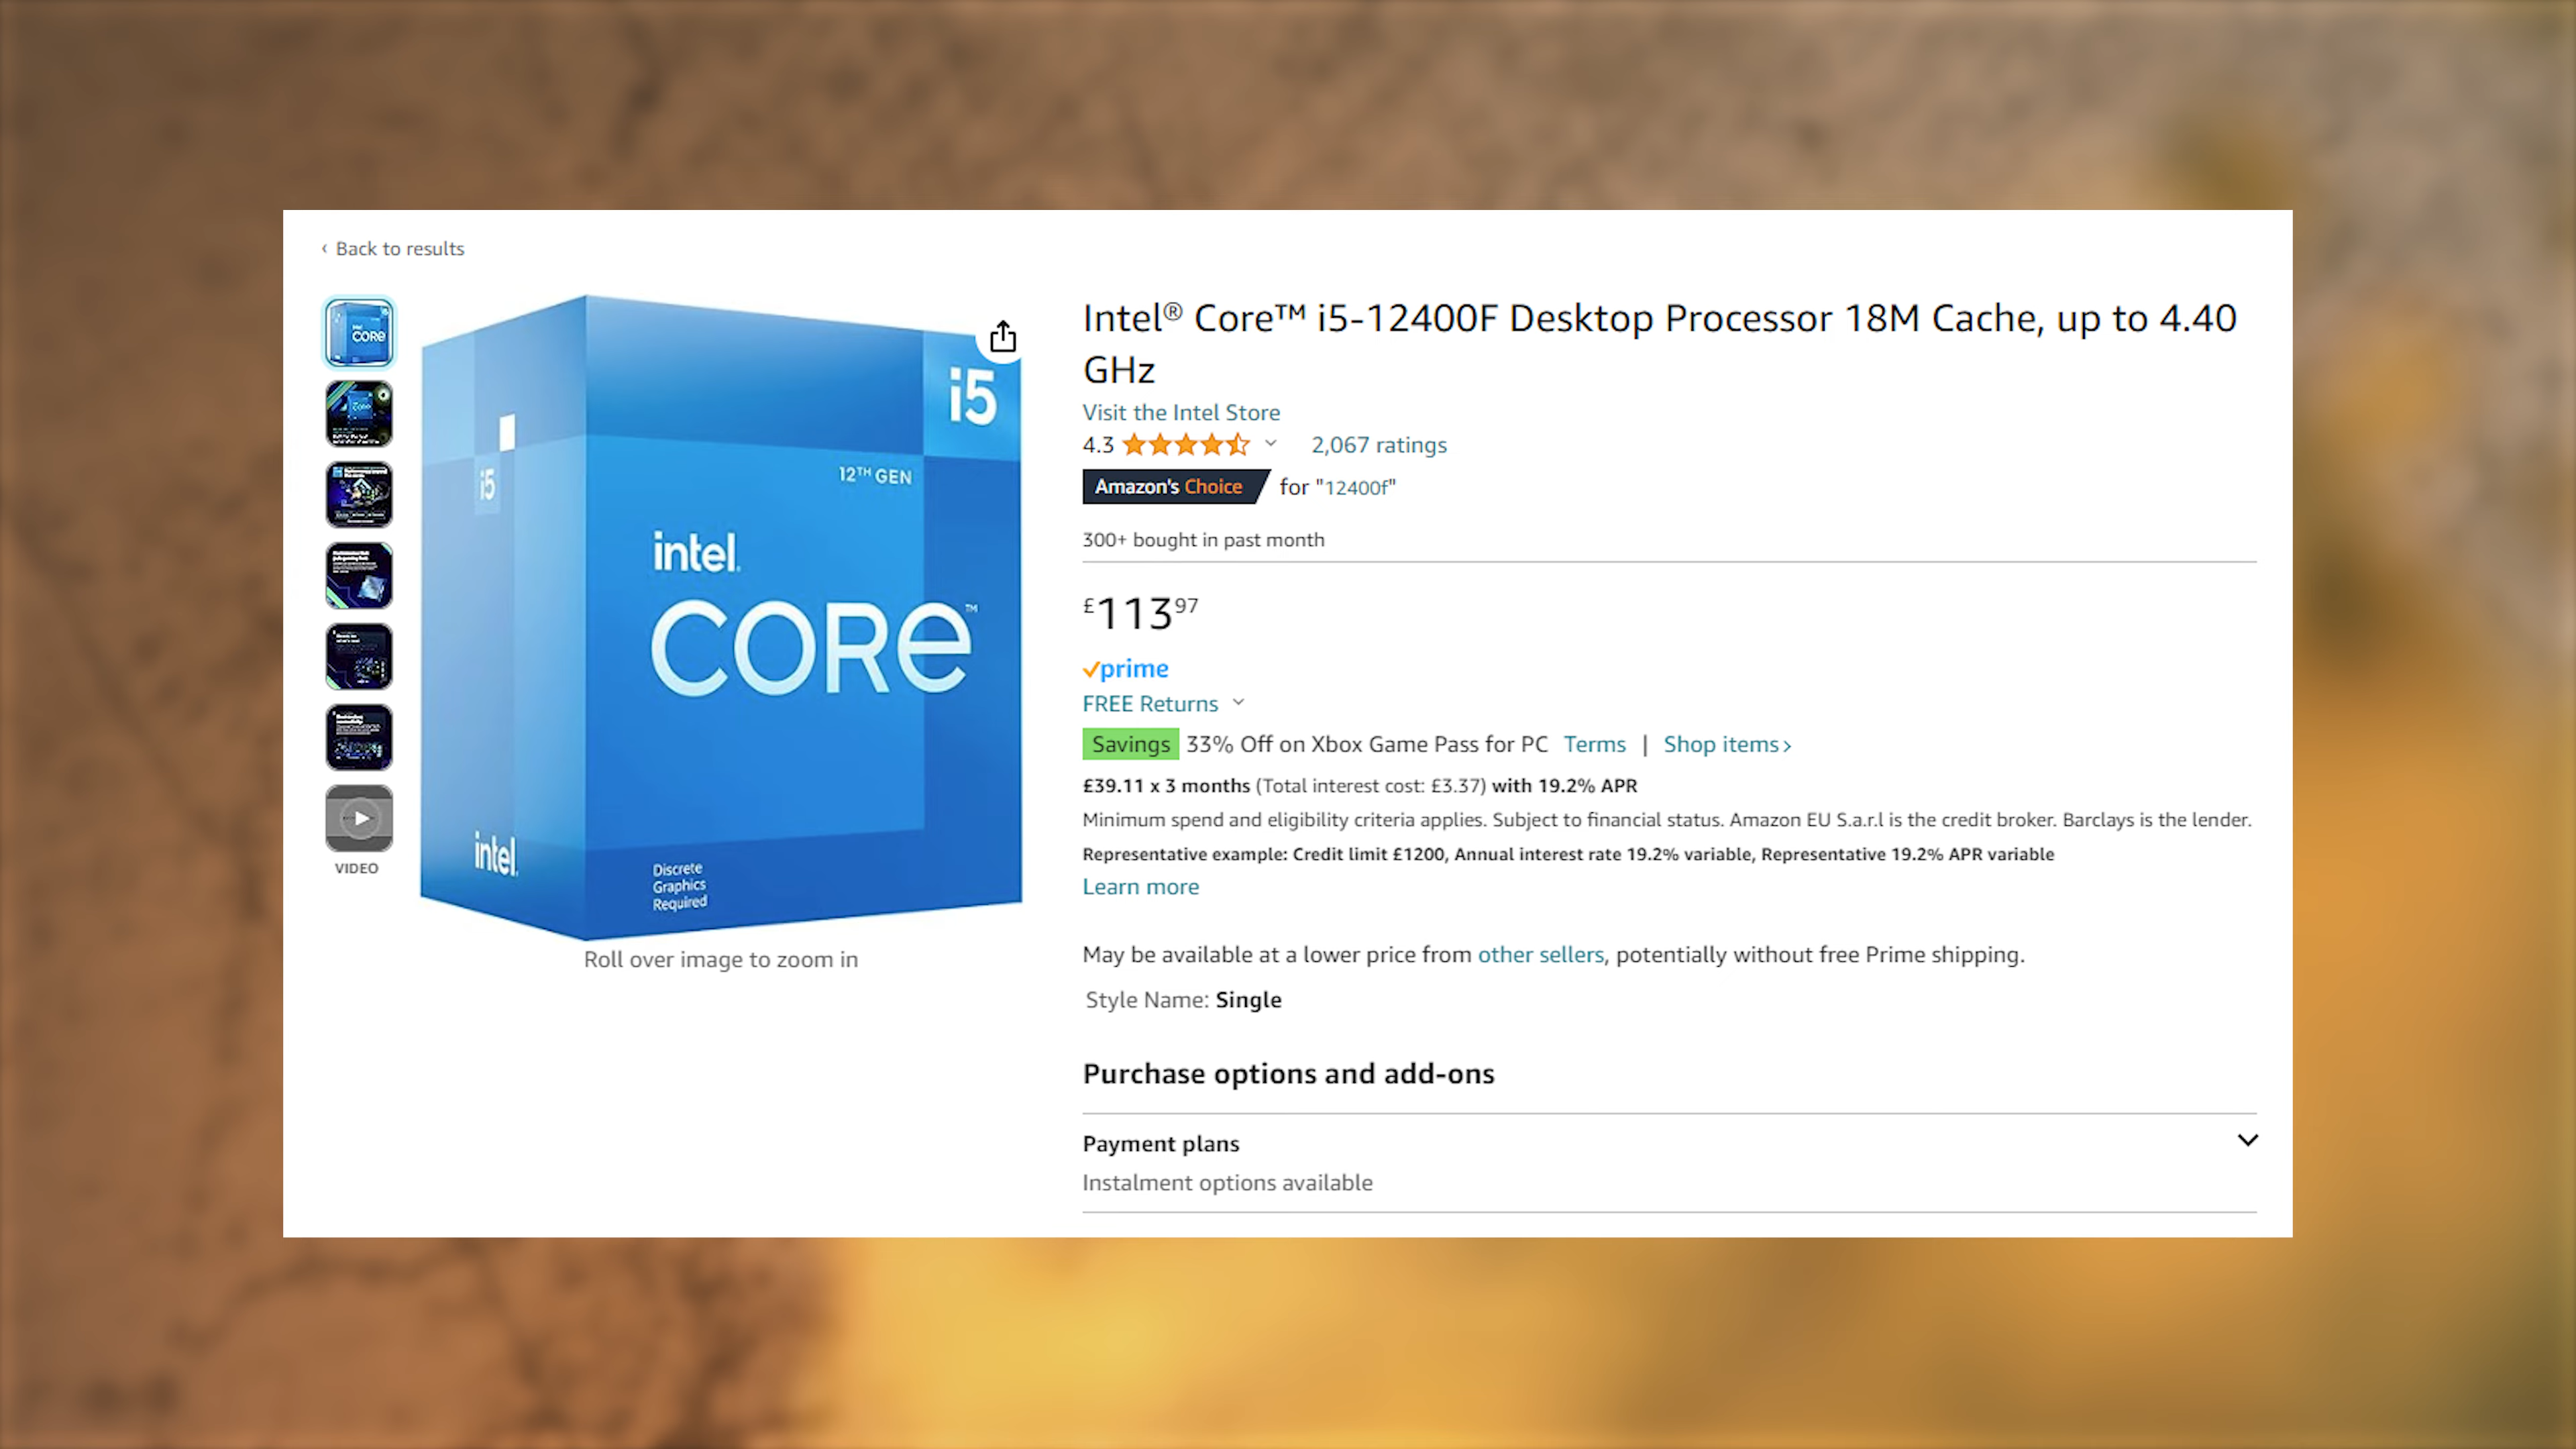 ‹ Back to results
i5
12TH GEN
i5
intel.
CORe™
intel.
Discrete
Graphics
Required
VIDEO
Roll over image to zoom in
Intel® Core™ i5-12400F Desktop Processor 18M Cache, up to 4.40
GHz
Visit the Intel Store
4.3 2,067 ratings
Amazon's Choice for "12400f"
300+ bought in past month
£113 97
prime
FREE Returns
Savings 33% Off on Xbox Game Pass for PC Terms | Shop items ›
£39.11 x 3 months (Total interest cost: £3.37) with 19.2% APR
Minimum spend and eligibility criteria applies. Subject to financial status. Amazon EU S.a.r.l is the credit broker. Barclays is the lender.
Representative example: Credit limit £1200, Annual interest rate 19.2% variable, Representative 19.2% APR variable
Learn more
May be available at a lower price from other sellers, potentially without free Prime shipping.
Style Name: Single
Purchase options and add-ons
Payment plans
Instalment options available